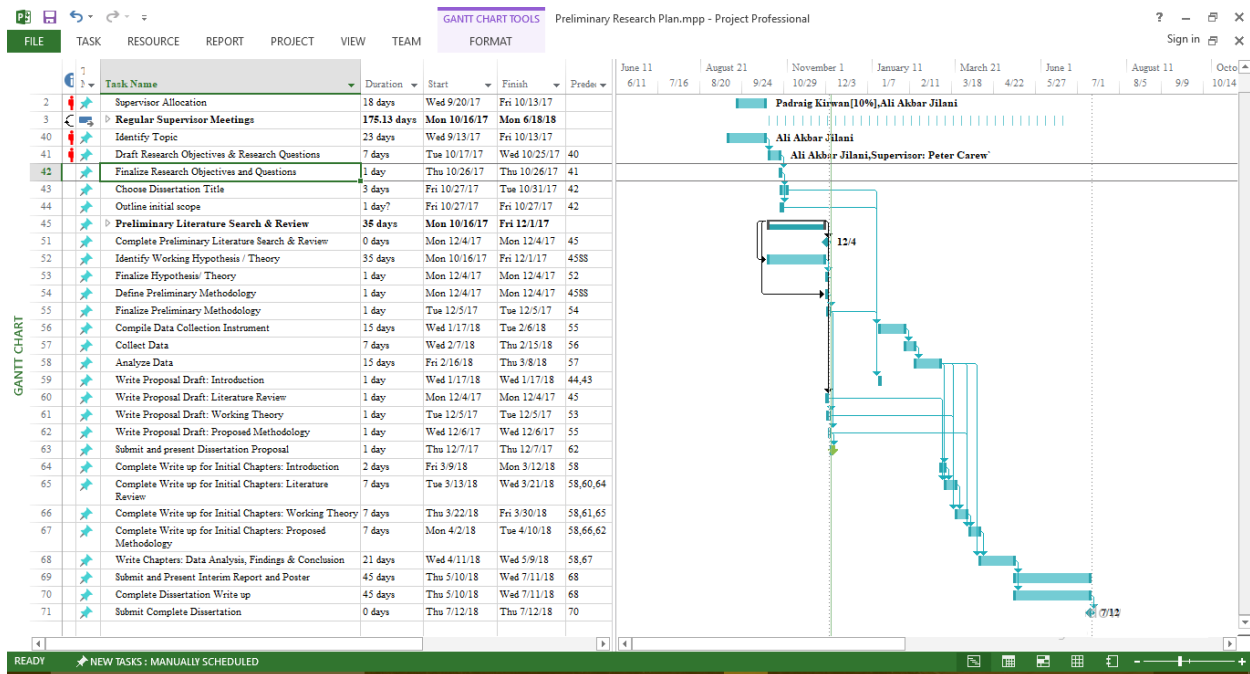 GANTT CHART TOOLS Preliminary Research Plan.mpp - Project Professional ?
FILE TASK RESOURCE REPORT PROJECT VIEW TEAM FORMAT Sign in
June 11 August 21 November 1 January 11 March 21 June 1 August 11 Octo
Task Name Duration Start Finish Prede
6/11 7/16 8/20 9/24 10/29 12/3 1/7 2/11 3/18 4/22 5/27 7/1 8/5 9/9 10/14
2 Supervisor Allocation 18 days Wed 9/20/17 Fri 10/13/17 Padraig Kirwan[10%],Ali Akbar Jilani
3 Regular Supervisor Meetings 175.13 days Mon 10/16/17 Mon 6/18/18
40 Identify Topic 23 days Wed 9/13/17 Fri 10/13/17 Ali Akbar Jilani
41 Draft Research Objectives & Research Questions 7 days Tue 10/17/17 Wed 10/25/17 40 Ali Akbar Jilani,Supervisor: Peter Carew`
42 Finalize Research Objectives and Questions 1 day Thu 10/26/17 Thu 10/26/17 41
43 Choose Dissertation Title 3 days Fri 10/27/17 Tue 10/31/17 42
44 Outline initial scope 1 day? Fri 10/27/17 Fri 10/27/17 42
45 Preliminary Literature Search & Review 35 days Mon 10/16/17 Fri 12/1/17
51 Complete Preliminary Literature Search & Review 0 days Mon 12/4/17 Mon 12/4/17 45 12/4
52 Identify Working Hypothesis / Theory 35 days Mon 10/16/17 Fri 12/1/17 45SS
53 Finalize Hypothesis/ Theory 1 day Mon 12/4/17 Mon 12/4/17 52
54 Define Preliminary Methodology 1 day Mon 12/4/17 Mon 12/4/17 45SS
55 Finalize Preliminary Methodology 1 day Tue 12/5/17 Tue 12/5/17 54
56 Compile Data Collection Instrument 15 days Wed 1/17/18 Tue 2/6/18 55
57 Collect Data 7 days Wed 2/7/18 Thu 2/15/18 56
58 Analyze Data 15 days Fri 2/16/18 Thu 3/8/18 57
59 Write Proposal Draft: Introduction 1 day Wed 1/17/18 Wed 1/17/18 44,43
60 Write Proposal Draft: Literature Review 1 day Mon 12/4/17 Mon 12/4/17 45
61 Write Proposal Draft: Working Theory 1 day Tue 12/5/17 Tue 12/5/17 53
62 Write Proposal Draft: Proposed Methodology 1 day Wed 12/6/17 Wed 12/6/17 55
63 Submit and present Dissertation Proposal 1 day Thu 12/7/17 Thu 12/7/17 62
64 Complete Write up for Initial Chapters: Introduction 2 days Fri 3/9/18 Mon 3/12/18 58
65 Complete Write up for Initial Chapters: Literature 7 days Tue 3/13/18 Wed 3/21/18 58,60,64
Review
66 Complete Write up for Initial Chapters: Working Theory 7 days Thu 3/22/18 Fri 3/30/18 58,61,65
67 Complete Write up for Initial Chapters: Proposed 7 days Mon 4/2/18 Tue 4/10/18 58,66,62
Methodology
68 Write Chapters: Data Analysis, Findings & Conclusion 21 days Wed 4/11/18 Wed 5/9/18 58,67
69 Submit and Present Interim Report and Poster 45 days Thu 5/10/18 Wed 7/11/18 68
70 Complete Dissertation Write up 45 days Thu 5/10/18 Wed 7/11/18 68
71 Submit Complete Dissertation 0 days Thu 7/12/18 Thu 7/12/18 70 7/12
GANTT CHART
READY NEW TASKS : MANUALLY SCHEDULED